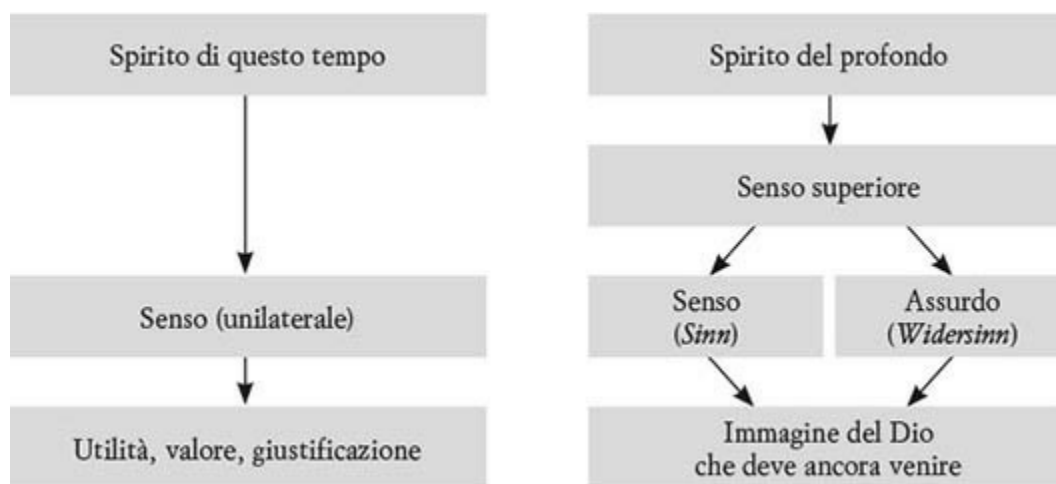 Spirito di questo tempo
Spirito del profondo
Senso superiore
Senso (unilaterale)
Senso
(Sinn)
Assurdo
(Widersinn)
Utilità, valore, giustificazione
Immagine del Dio
che deve ancora venire